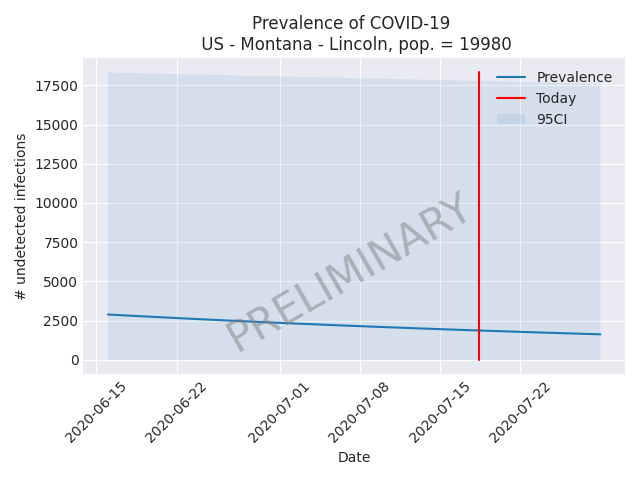 Prevalence of COVID-19
US - Montana - Lincoln, pop. = 19980
# undetected infections
17500
15000
12500
10000
7500
5000
2500
0
Prevalence
Today
95CI
PRELIMINARY
2020-06-15
2020-06-22
2020-07-01
2020-07-08
2020-07-15
2020-07-22
Date